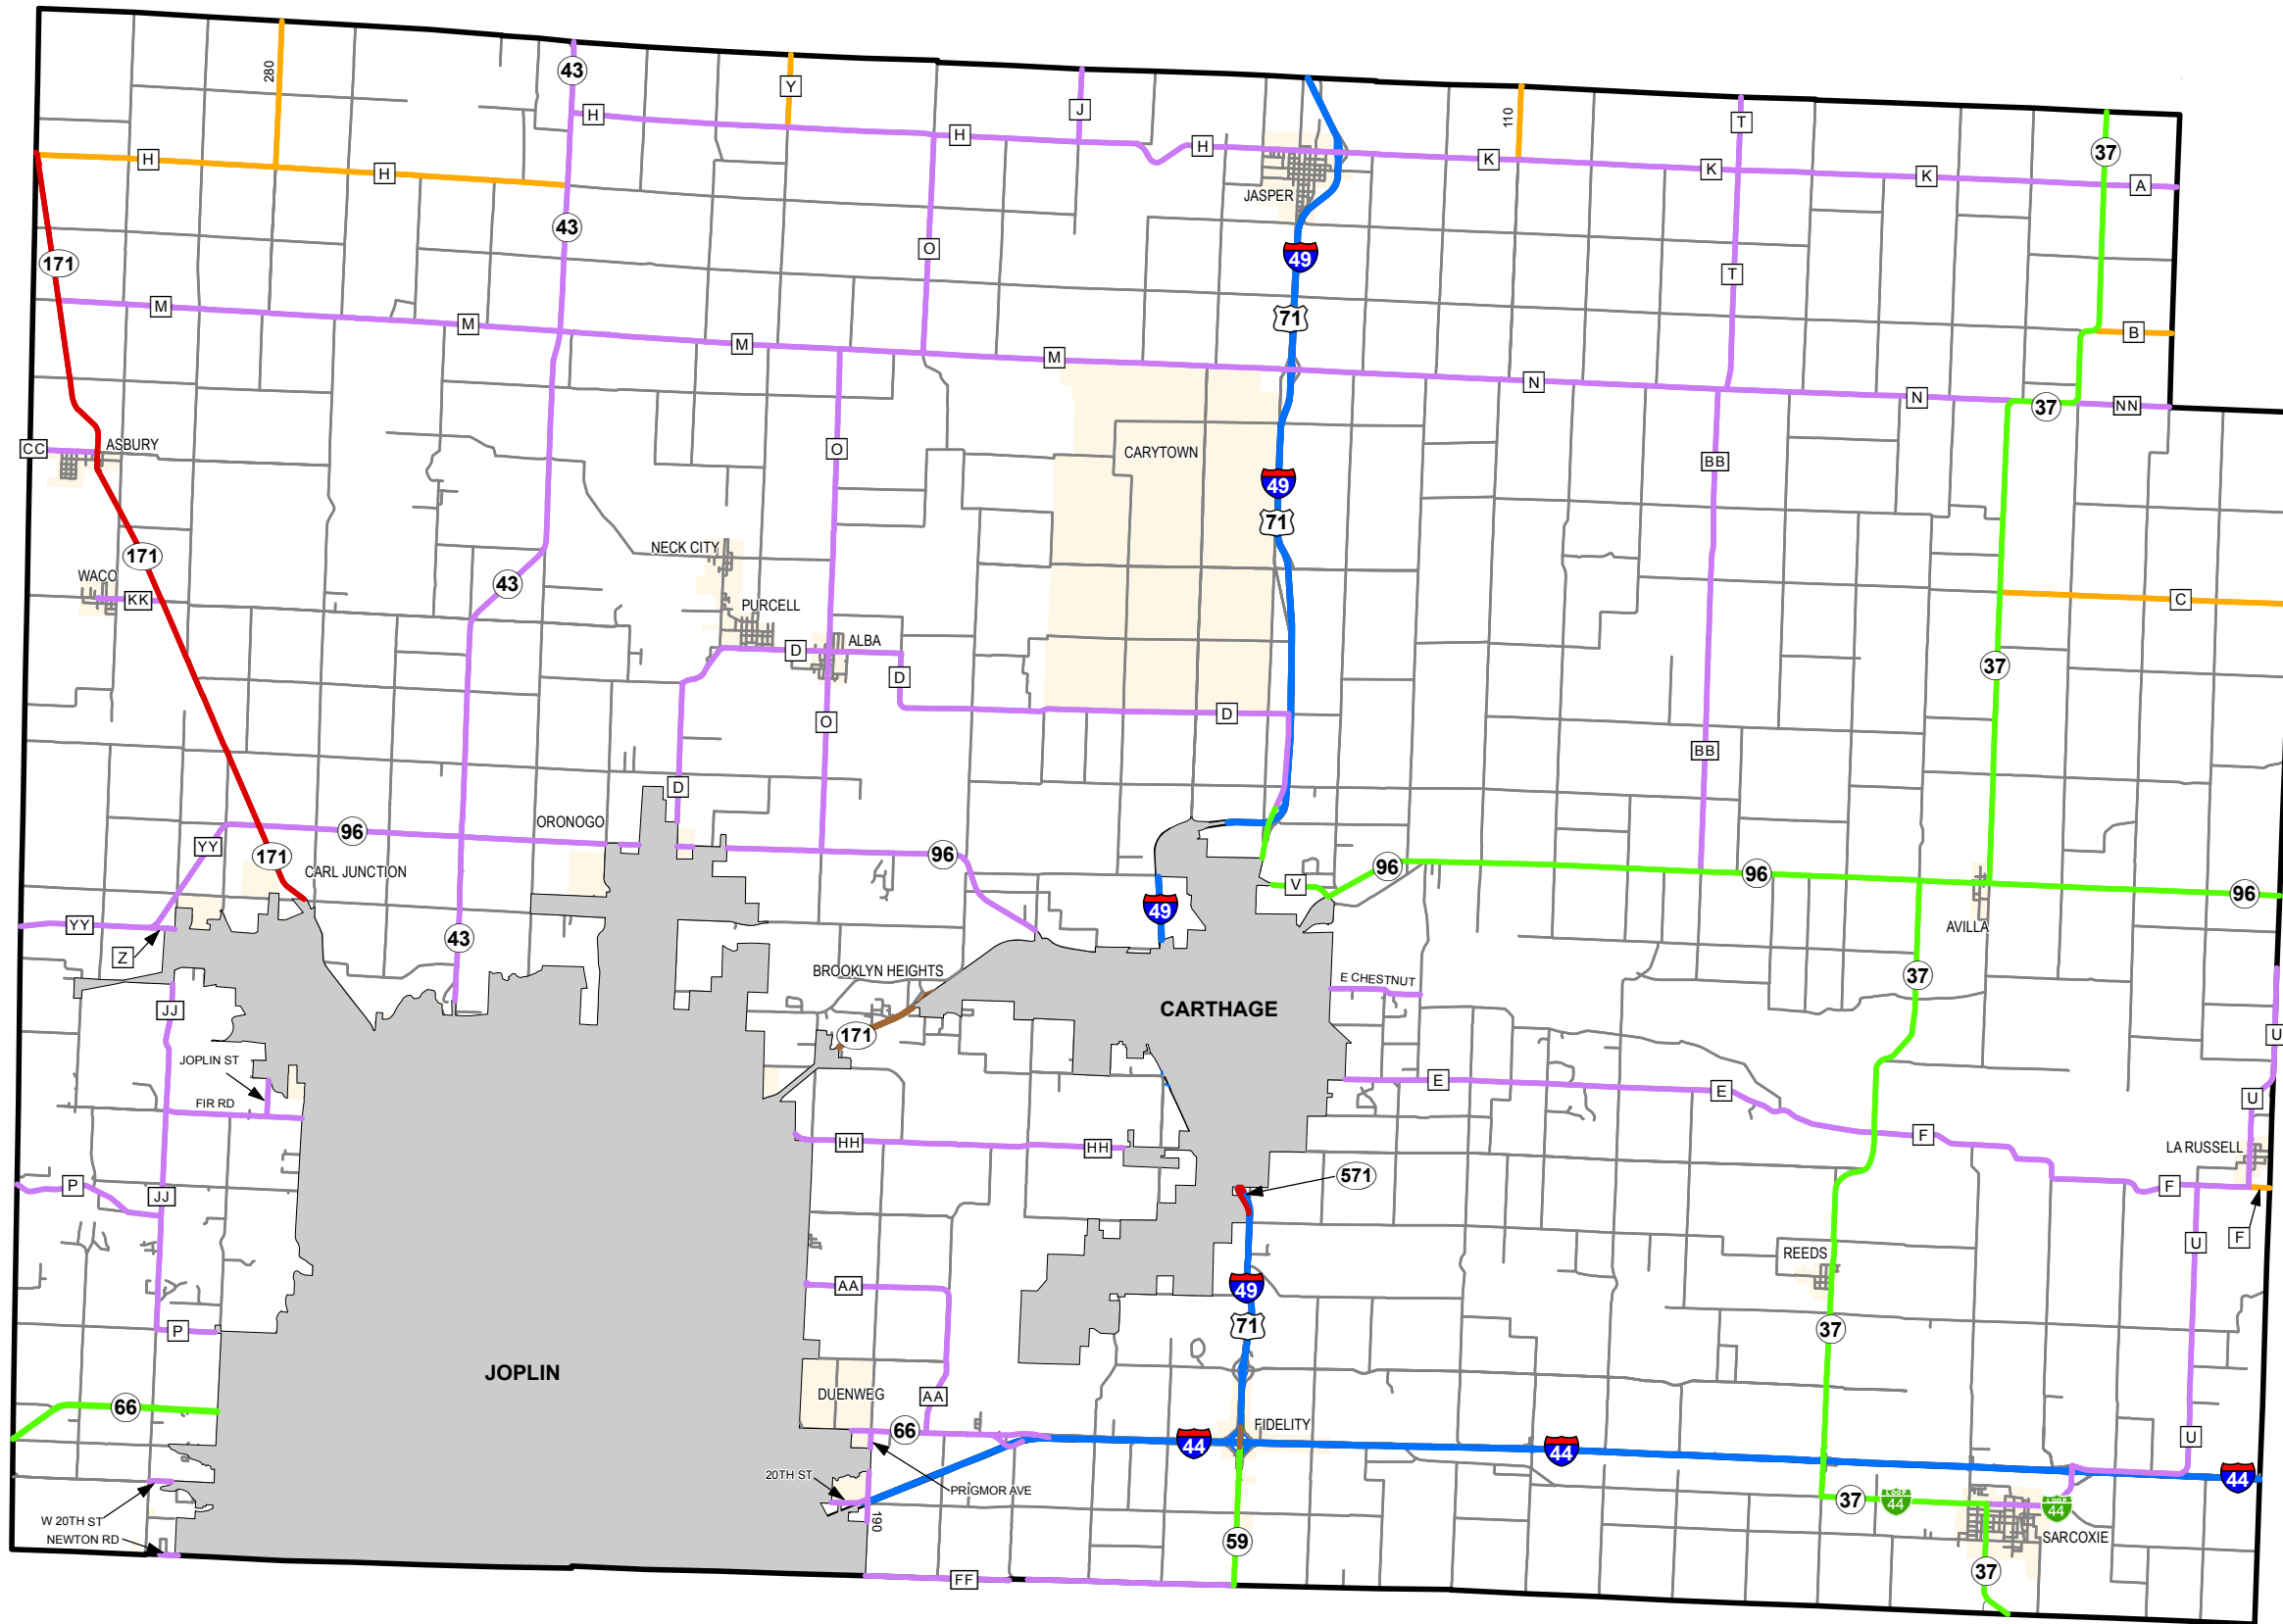 280
43
Y
H
J
H
H
110
T
37
H
H
K
K
K
A
JASPER
43
O
49
171
T
M
M
M
M
71
B
N
N
37
NN
CC
ASBURY
O
CARYTOWN
BB
49
71
171
NECK CITY
WACO
KK
43
PURCELL
C
D
ALBA
D
37
O
D
BB
D
ORONOGO
96
YY
171
CARL JUNCTION
96
96
V
96
96
49
YY
Z
43
AVILLA
BROOKLYN HEIGHTS
E CHESTNUT
37
CARTHAGE
JJ
171
U
JOPLIN ST
FIR RD
E
E
U
HH
HH
F
LA RUSSELL
P
JJ
571
F
F
U
REEDS
AA
49
71
P
37
JOPLIN
DUENWEG
AA
66
66
FIDELITY
44
44
44
U
20TH ST
PRIGMOR AVE
37
LOOP
44
LOOP
44
W 20TH ST
190
NEWTON RD
59
SARCOXIE
FF
37